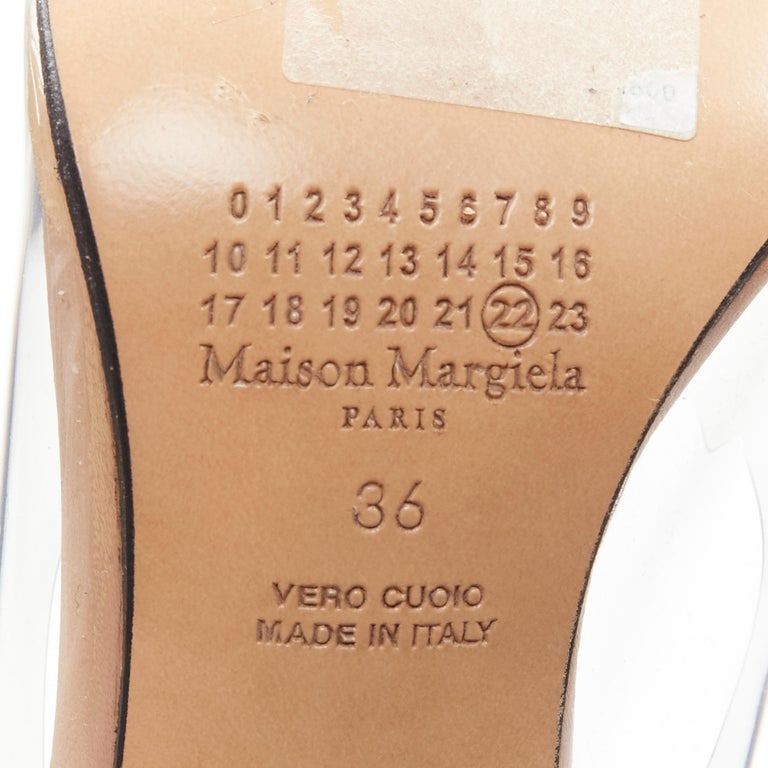 0 1 2 3 4 5 6 7 8 9
10 11 12 13 14 15 16
17 18 19 20 21 22 23
Maison Margiela
PARIS
36
VERO CUOIO
MADE IN ITALY